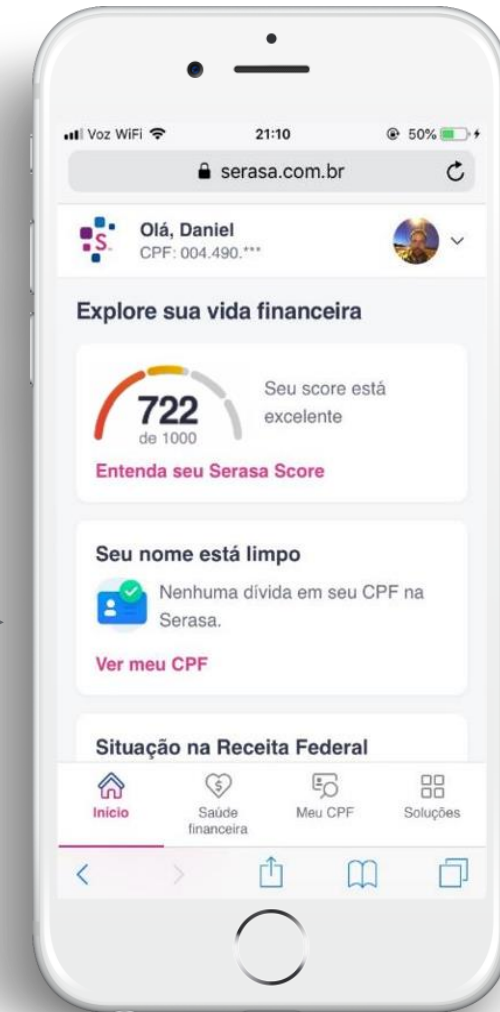 Voz WiFi 21:10 50%
serasa.com.br
S
Olá, Daniel
CPF: 004.490.***
Explore sua vida financeira
722
de 1000
Seu score está
excelente
Entenda seu Serasa Score
Seu nome está limpo
Nenhuma dívida em seu CPF na
Serasa.
Ver meu CPF
Situação na Receita Federal
Início
Saúde
financeira
Meu CPF
Soluções